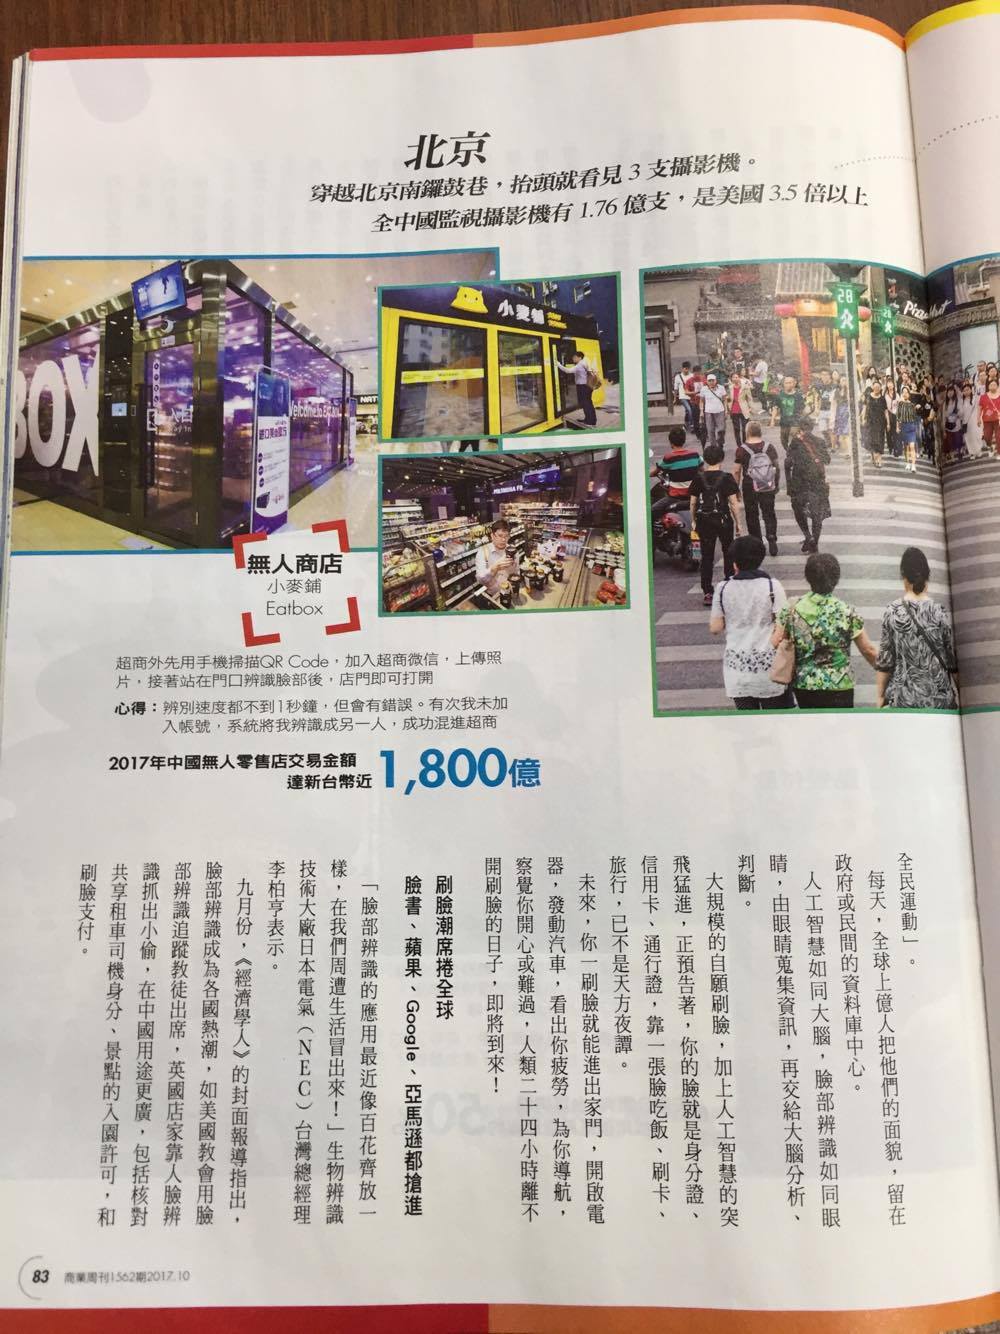 北京
穿越北京南鑼鼓巷，抬頭就看見3支攝影機。
全中國監視攝影機有1.76億支，是美國3.5倍以上
BOX
Welcome to EATBOX
小麥舖
28
Pizza Hut
無人商店
小麥鋪
Eatbox
超商外先用手機掃描QR Code，加入超商微信，上傳照
片，接著站在門口辨識臉部後，店門即可打開
心得：辨別速度都不到1秒鐘，但會有錯誤。有次我未加
入帳號，系統將我辨識成另一人，成功混進超商
2017年中國無人零售店交易金額
達新台幣近1,800億
全民運動」。
每天，全球上億人把他們的面貌，留在
政府或民間的資料庫中心。
人工智慧如同大腦，臉部辨識如同眼
睛，由眼睛蒐集資訊，再交給大腦分析、
判斷。
大規模的自願刷臉，加上人工智慧的突
飛猛進，正預告著，你的臉就是身分證、
信用卡、通行證，靠一張臉吃飯、刷卡、
旅行，已不是天方夜譚。
未來，你一刷臉就能進出家門，開啟電
器，發動汽車，看出你疲勞，為你導航，
察覺你開心或難過，人類二十四小時離不
開刷臉的日子，即將到來！
刷臉潮席捲全球
臉書、蘋果、Google、亞馬遜都搶進
「臉部辨識的應用最近像百花齊放一
樣，在我們周遭生活冒出來！」生物辨識
技術大廠日本電氣（NEC）台灣總經理
李柏亨表示。
九月份，《經濟學人》的封面報導指出，
臉部辨識成為各國熱潮，如美國教會用臉
部辨識追蹤教徒出席，英國店家靠人臉辨
識抓出小偷，在中國用途更廣，包括核對
共享租車司機身分、景點的入園許可，和
刷臉支付。
83 商業周刊1562期2017.10